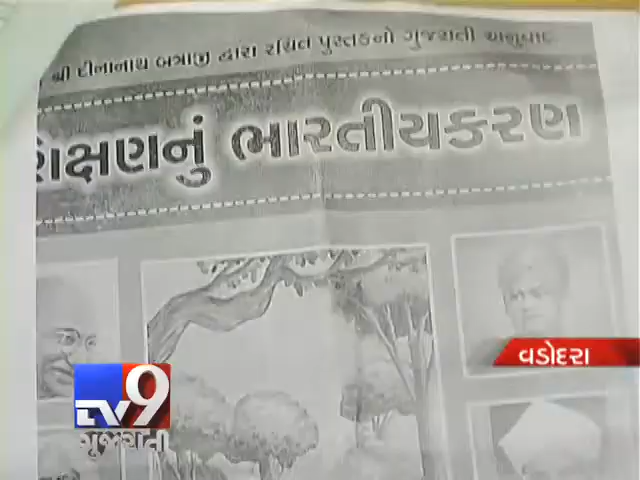 શ્રી દીનાનાથ બત્રાજી દ્વારા રચિત પુસ્તકનો ગુજરાતી અનુવાદ
શિક્ષણનું ભારતીયકરણ
વડોદરા
TV9
ગુજરાતી